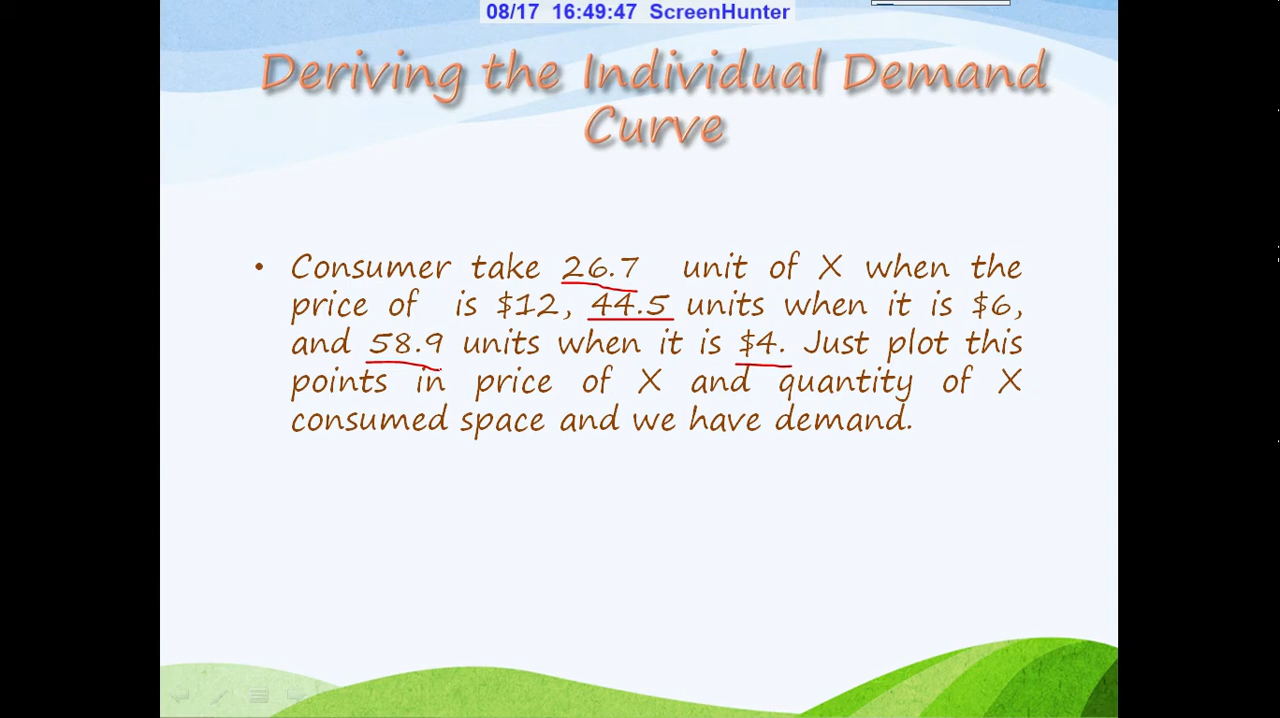 08/17 16:49:47 ScreenHunter
Deriving the Individual Demand
Curve
• Consumer take 26.7 unit of X when the
price of is $12, 44.5 units when it is $6,
and 58.9 units when it is $4. Just plot this
points in price of X and quantity of X
consumed space and we have demand.